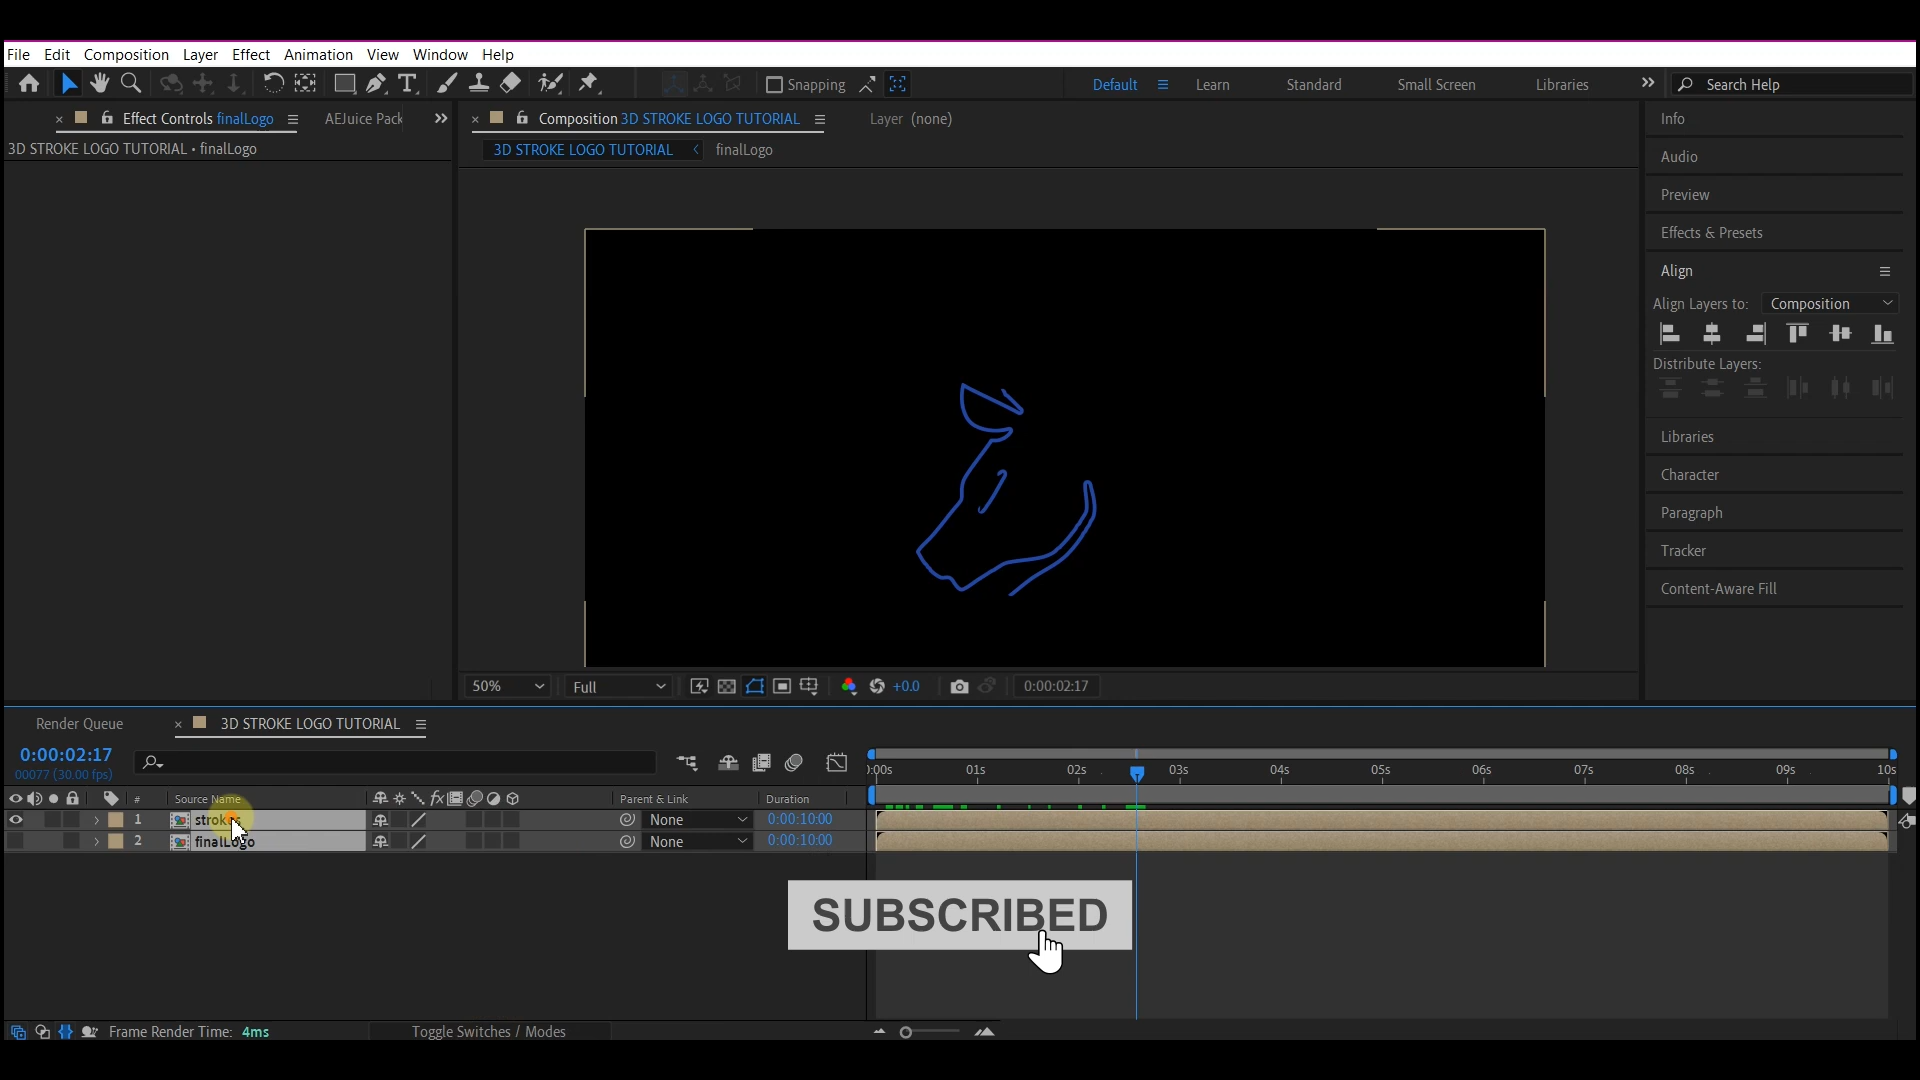 File Edit Composition Layer Effect Animation View Window Help
Snapping Default Learn Standard Small Screen Libraries Search Help
Effect Controls finalLogo AEJuice Pack
Composition 3D STROKE LOGO TUTORIAL Layer (none)
3D STROKE LOGO TUTORIAL • finalLogo
3D STROKE LOGO TUTORIAL finalLogo
Info
Audio
Preview
Effects & Presets
Align
Align Layers to: Composition
Distribute Layers:
Libraries
Character
Paragraph
Tracker
Content-Aware Fill
50% Full +0.0 0:00:02:17
Render Queue 3D STROKE LOGO TUTORIAL
0:00:02:17
00077 (30.00 fps)
:00s 01s 02s 03s 04s 05s 06s 07s 08s 09s 10s
# Source Name Parent & Link Duration
1 strokes None 0:00:10:00
2 finalLogo None 0:00:10:00
SUBSCRIBED
Frame Render Time: 4ms Toggle Switches / Modes